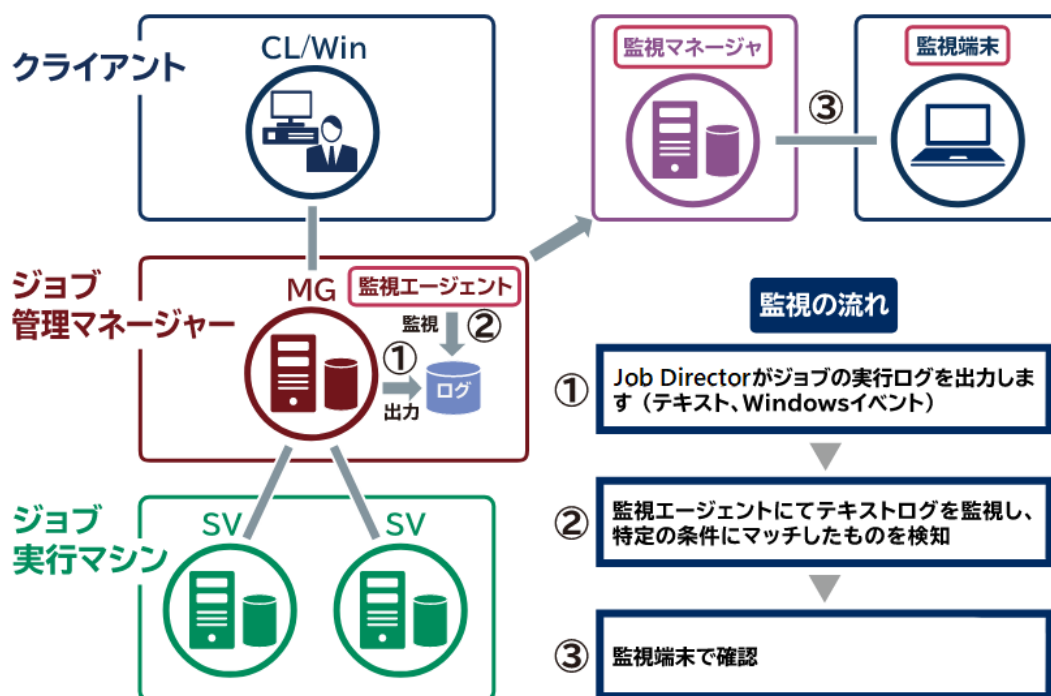 クライアント
CL/Win
監視マネージャ
監視端末
③
ジョブ
管理マネージャー
MG
監視エージェント
監視
②
①
ログ
出力
ジョブ
実行マシン
SV
SV
監視の流れ
①
Job Directorがジョブの実行ログを出力しま
す（テキスト、Windowsイベント）
②
監視エージェントにてテキストログを監視し、
特定の条件にマッチしたものを検知
③
監視端末で確認